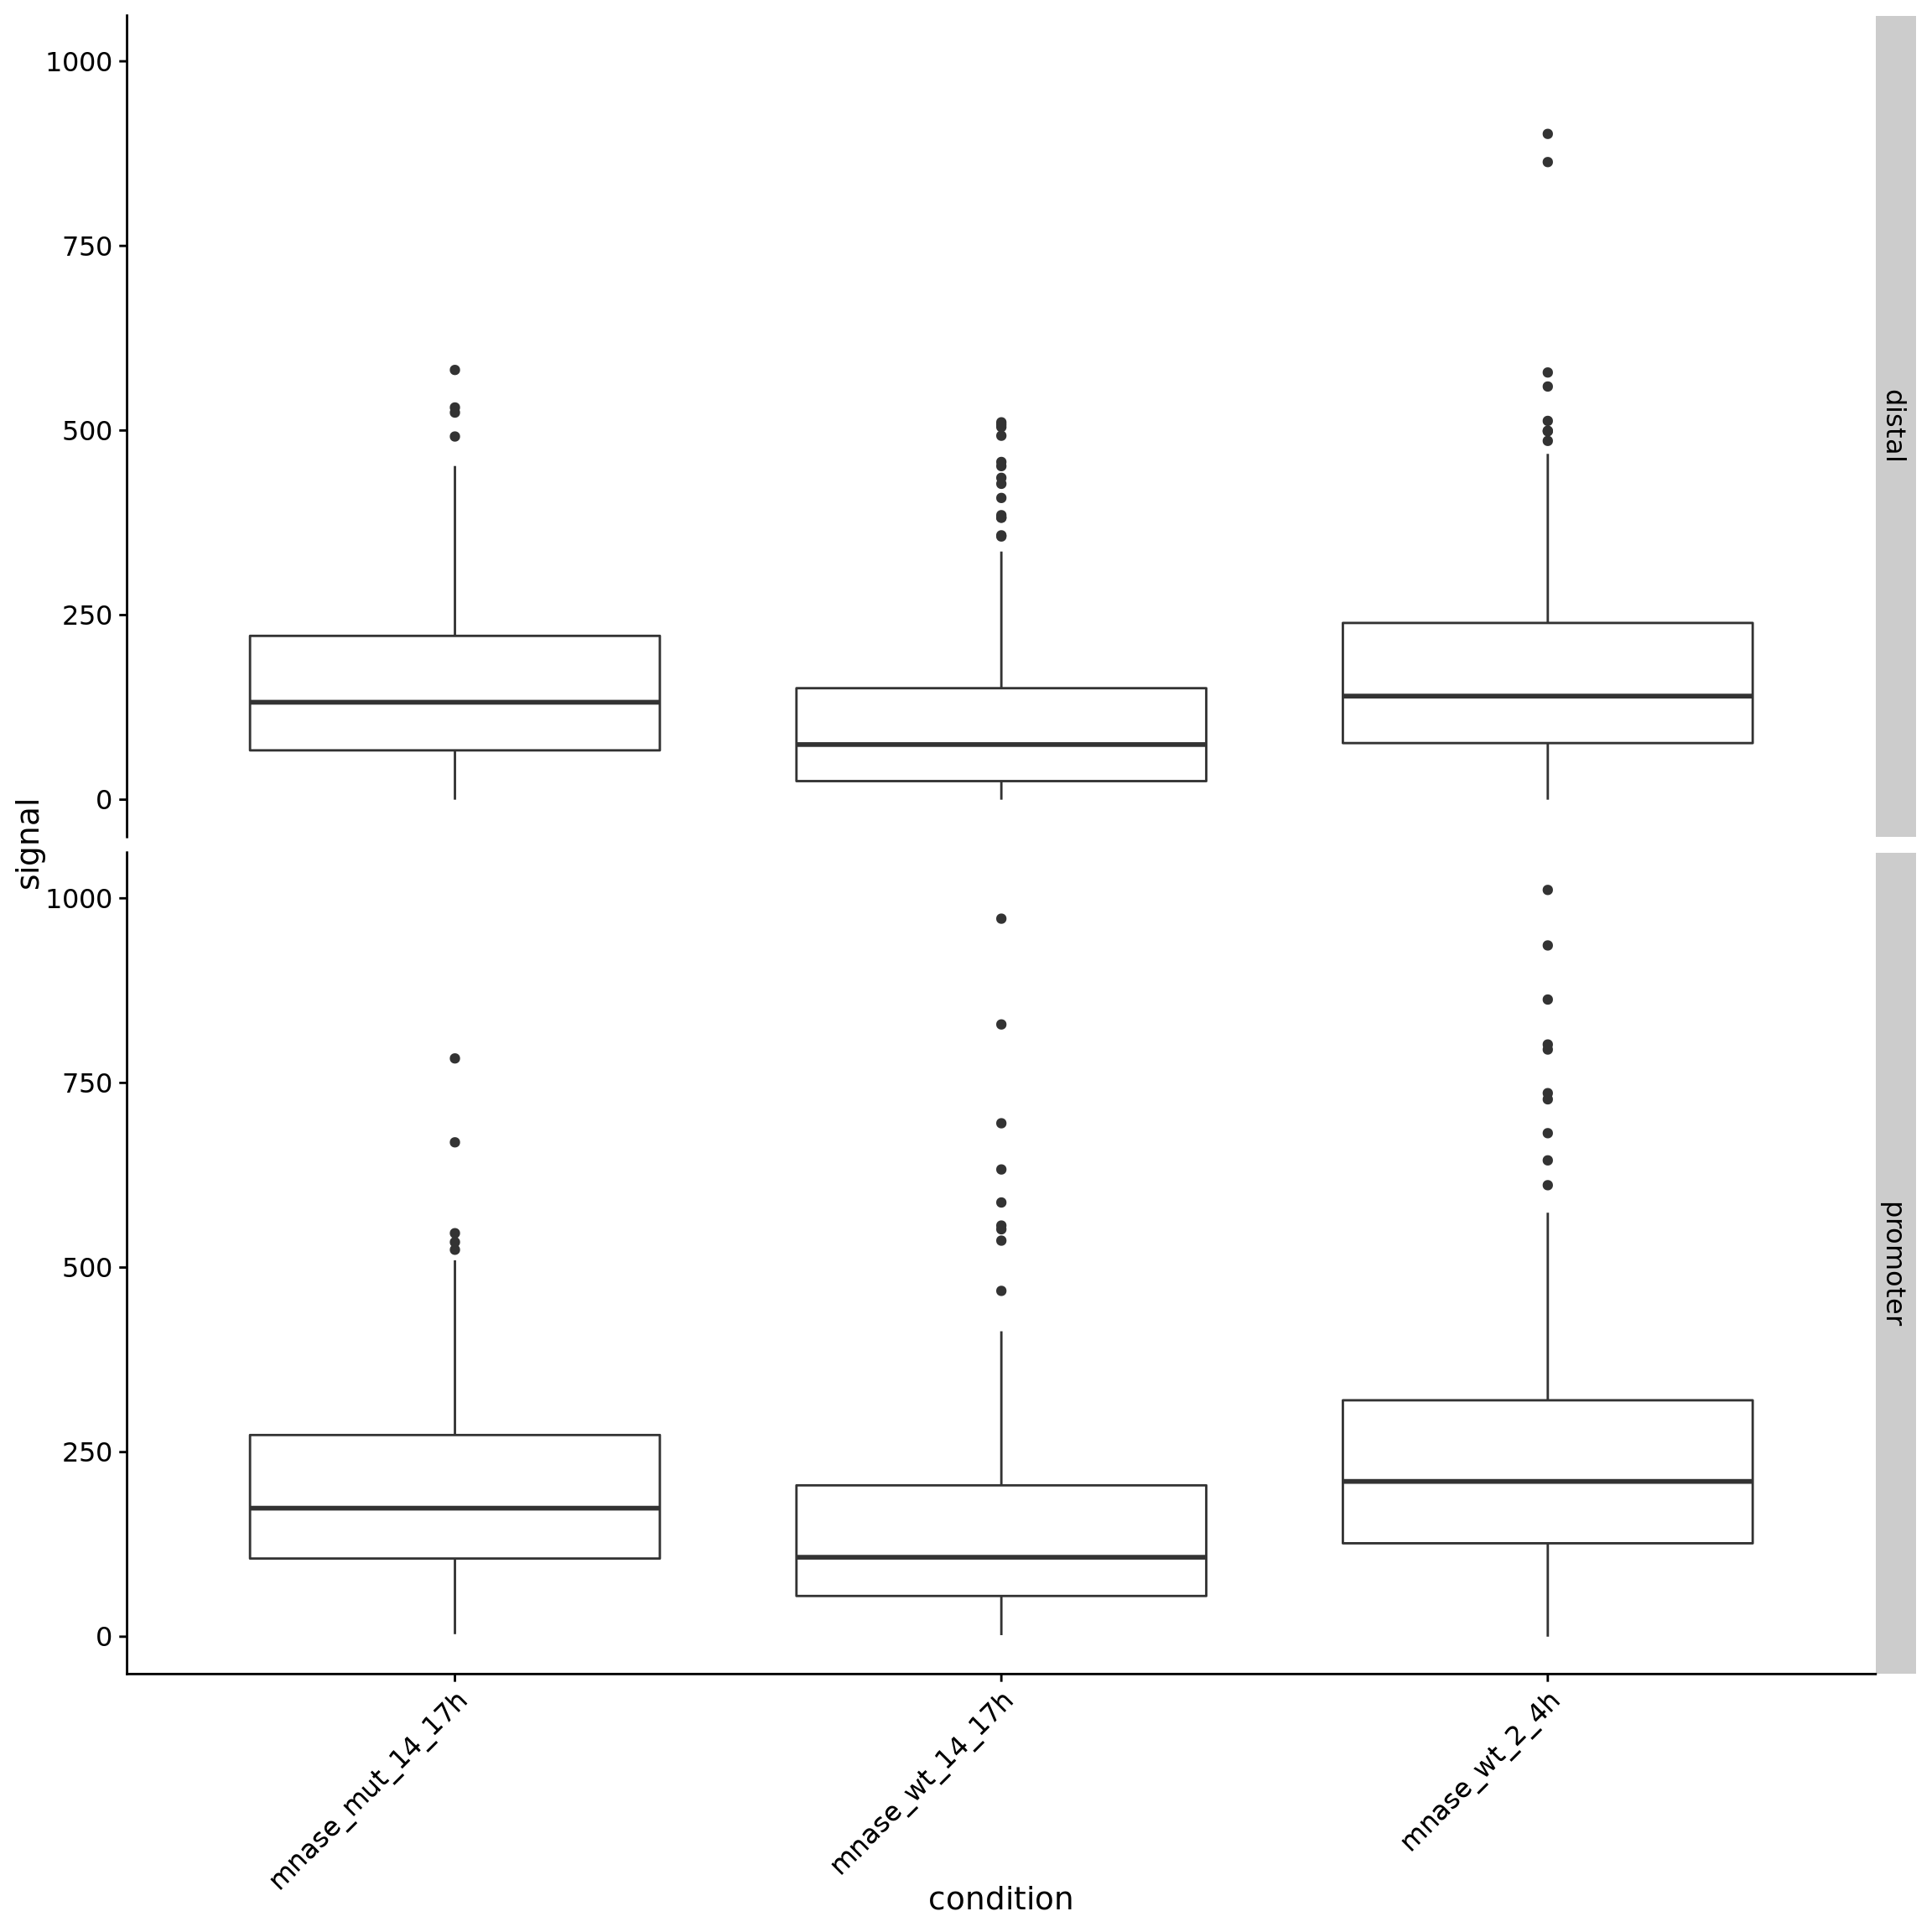 signal
1000
750
500
250
0
distal
1000
750
500
250
0
promoter
mnase_mut_14_17h
mnase_wt_14_17h
mnase_wt_2_4h
condition